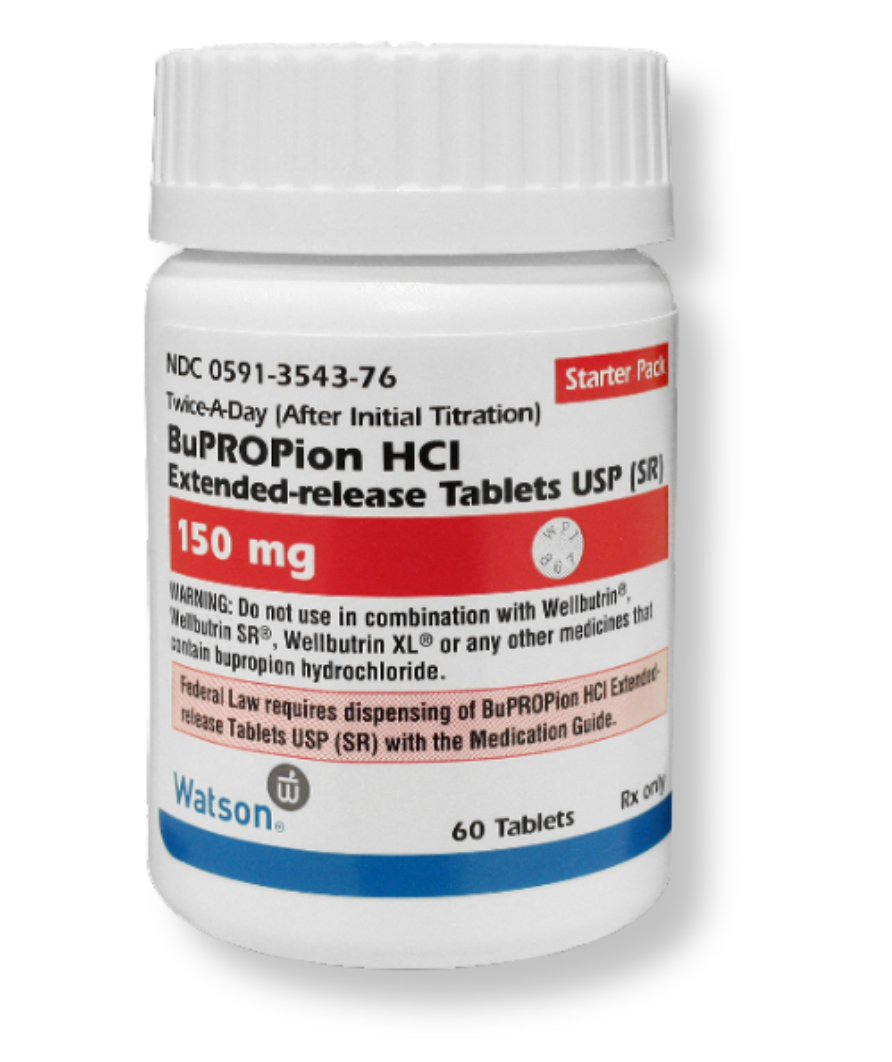 NDC 0591-3543-76
Starter Pack
Twice-A-Day (After Initial Titration)
BuPROPion HCl
Extended-release Tablets USP (SR)
150 mg
WPI
867
WARNING: Do not use in combination with Wellbutrin®,
Wellbutrin SR®, Wellbutrin XL® or any other medicines that
contain bupropion hydrochloride.
Federal Law requires dispensing of BuPROPion HCl Extended-
release Tablets USP (SR) with the Medication Guide.
Watson®
60 Tablets
Rx only